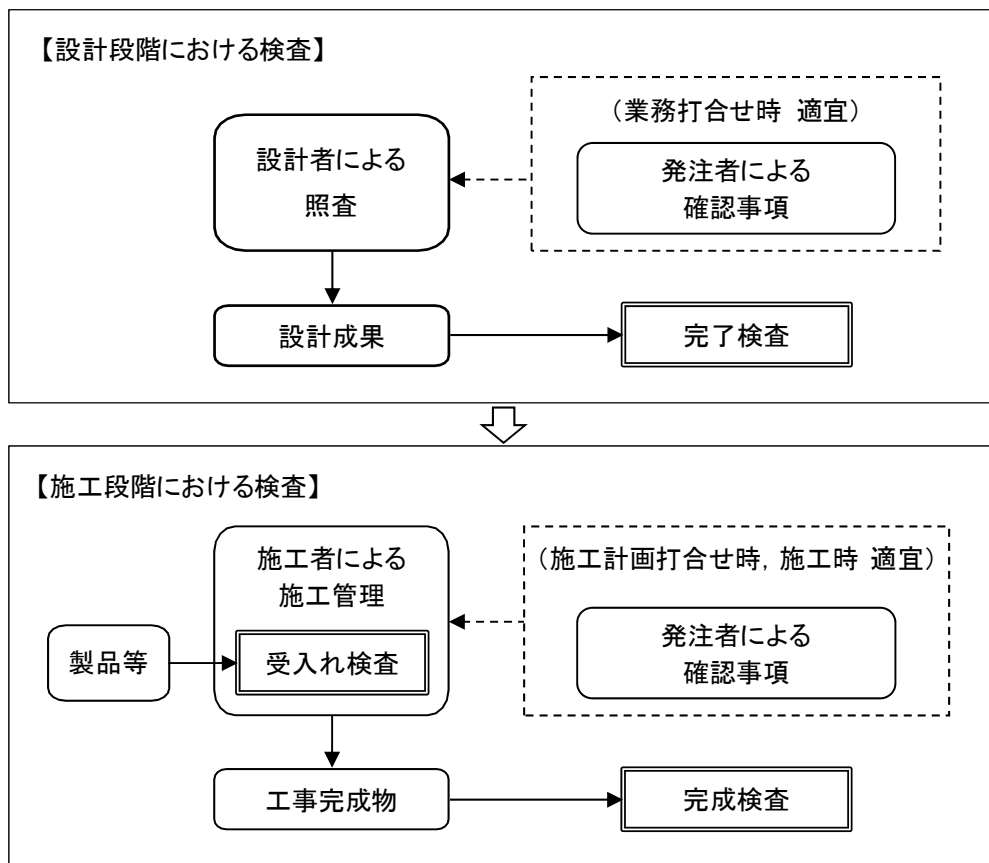 【設計段階における検査】
(業務打合せ時 適宜)
設計者による
照査
発注者による
確認事項
設計成果
完了検査
【施工段階における検査】
施工者による
施工管理
(施工計画打合せ時, 施工時 適宜)
製品等
受入れ検査
発注者による
確認事項
工事完成物
完成検査